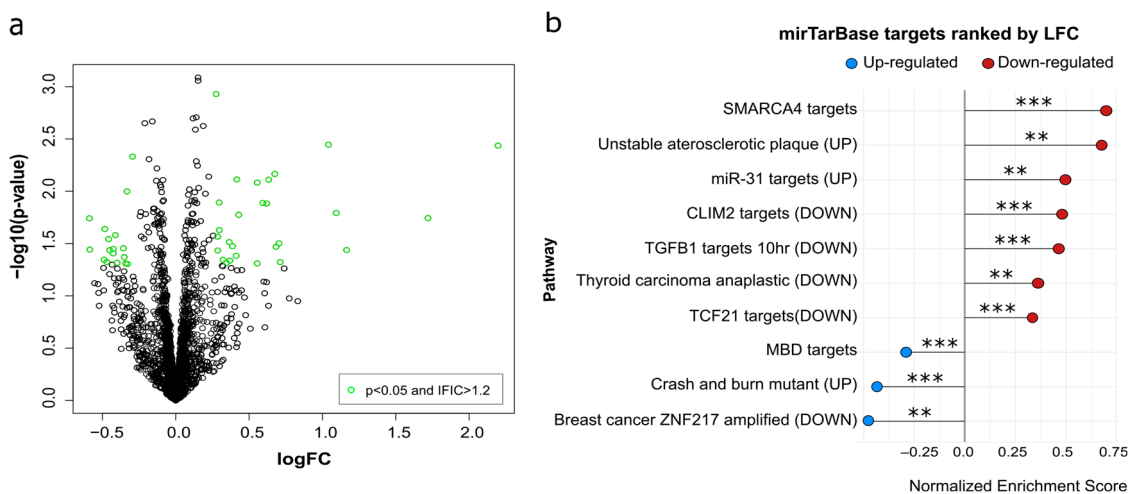 a
−log10(p-value)
3.0
2.5
2.0
1.5
1.0
0.5
0.0
p<0.05 and IFIC>1.2
−0.5
0.0
0.5
1.0
1.5
2.0
logFC
b
mirTarBase targets ranked by LFC
Up-regulated
Down-regulated
Pathway
SMARCA4 targets
***
Unstable aterosclerotic plaque (UP)
**
miR-31 targets (UP)
**
CLIM2 targets (DOWN)
***
TGFB1 targets 10hr (DOWN)
***
Thyroid carcinoma anaplastic (DOWN)
**
TCF21 targets(DOWN)
***
MBD targets
***
Crash and burn mutant (UP)
***
Breast cancer ZNF217 amplified (DOWN)
**
−0.25
0.0
0.25
0.5
0.75
Normalized Enrichment Score